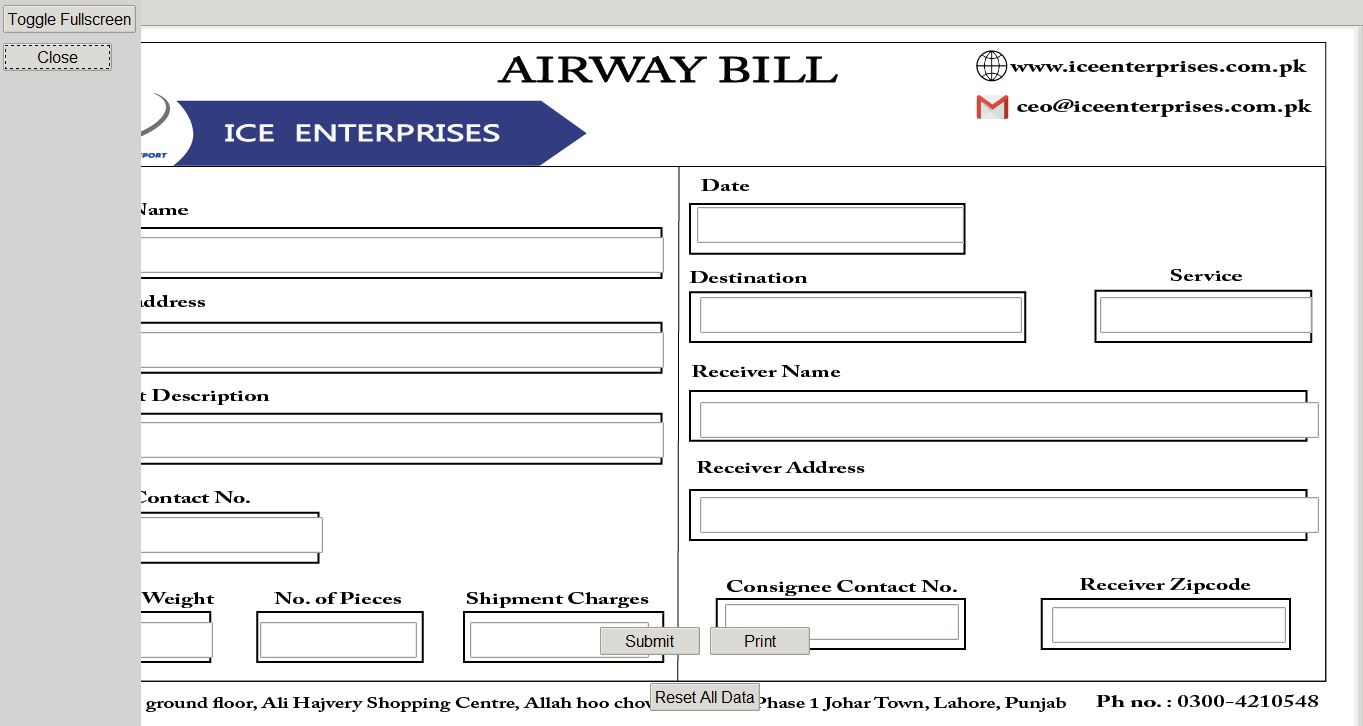 Toggle Fullscreen
Close
AIRWAY BILL
www.iceenterprises.com.pk
ceo@iceenterprises.com.pk
ICE ENTERPRISES
PORT
Date
Name
Destination
Service
address
Receiver Name
t Description
Receiver Address
Contact No.
Consignee Contact No.
Receiver Zipcode
Weight
No. of Pieces
Shipment Charges
Submit
Print
ground floor, Ali Hajvery Shopping Centre, Allah hoo chow
Reset All Data
Phase 1 Johar Town, Lahore, Punjab
Ph no. : 0300-4210548